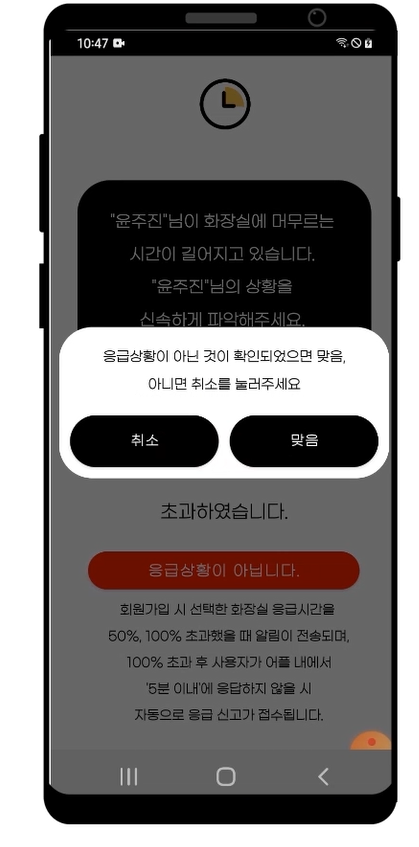 10:47
"윤주진"님이 화장실에 머무르는
시간이 길어지고 있습니다.
"윤주진"님의 상황을
신속하게 파악해주세요.
응급상황이 아닌 것이 확인되었으면 맞음,
아니면 취소를 눌러주세요
취소
맞음
초과하였습니다.
응급상황이 아닙니다.
회원가입 시 선택한 화장실 응급시간을
50%, 100% 초과했을 때 알림이 전송되며,
100% 초과 후 사용자가 어플 내에서
'5분 이내'에 응답하지 않을 시
자동으로 응급 신고가 접수됩니다.